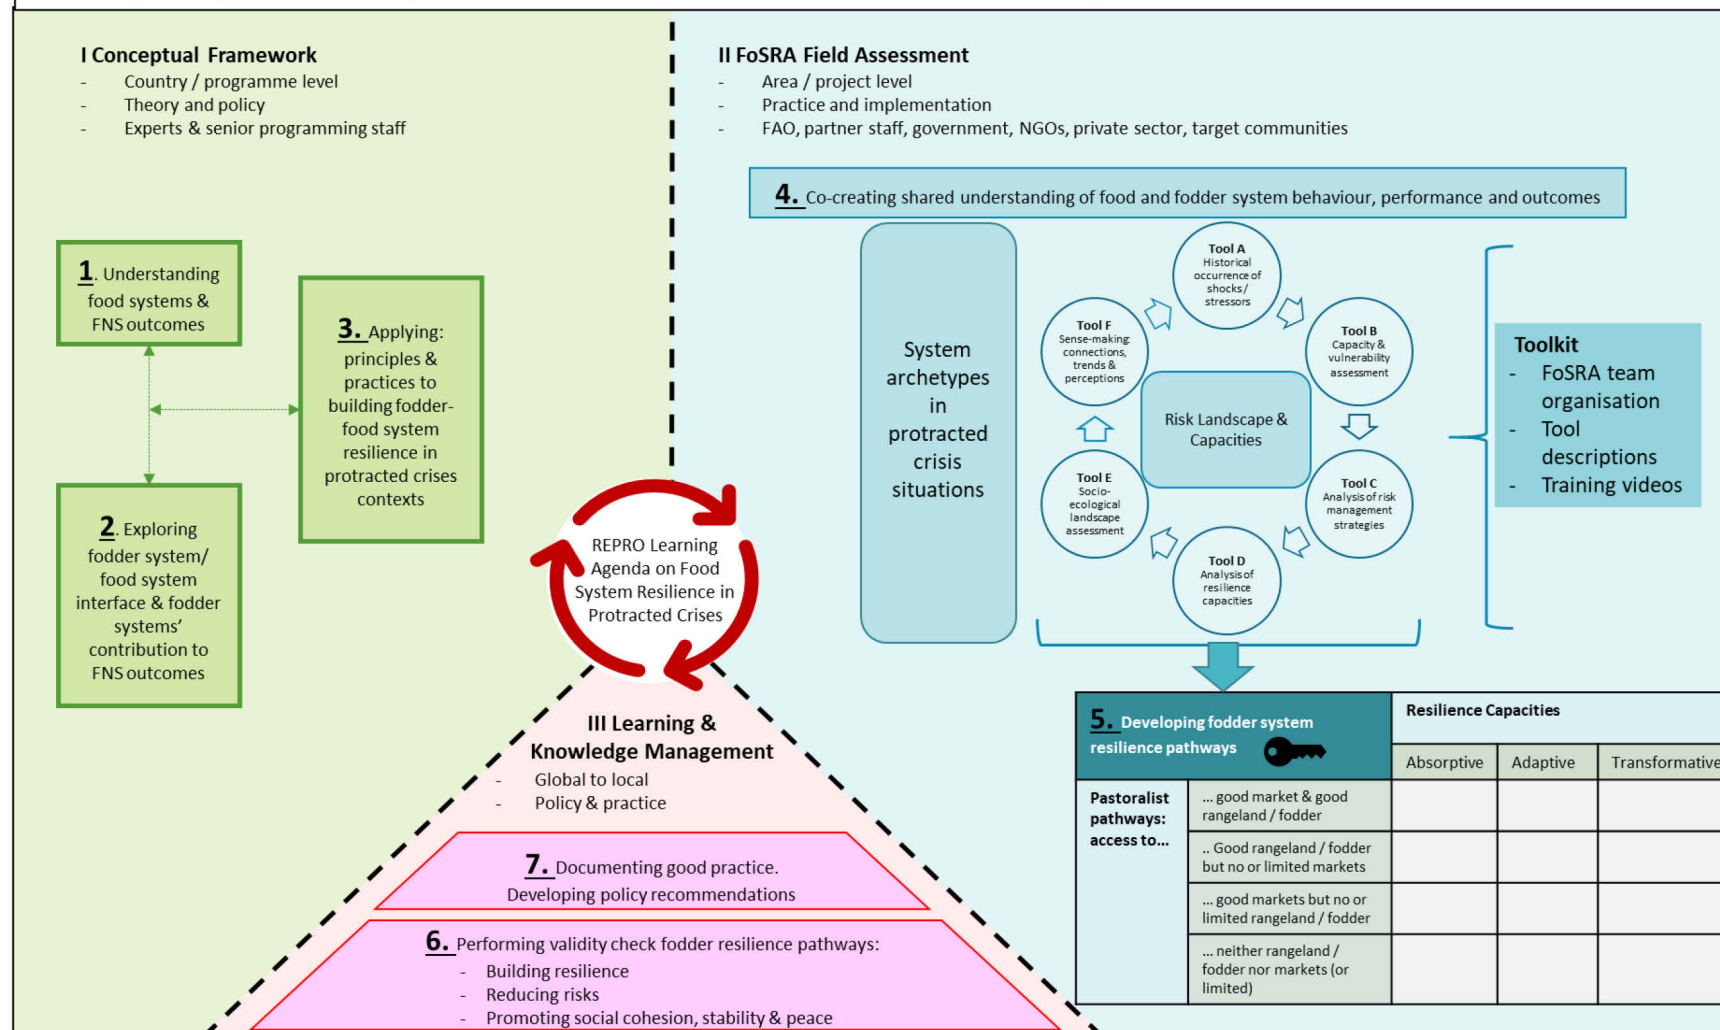 I Conceptual Framework
- Country / programme level
- Theory and policy
- Experts & senior programming staff
1. Understanding
food systems &
FNS outcomes
2. Exploring
fodder system/
food system
interface & fodder
systems'
contribution to
FNS outcomes
3. Applying:
principles &
practices to
building fodder-
food system
resilience in
protracted crises
contexts
REPRO Learning
Agenda on Food
System Resilience in
Protracted Crises
II FoSRA Field Assessment
- Area / project level
- Practice and implementation
- FAO, partner staff, government, NGOs, private sector, target communities
4. Co-creating shared understanding of food and fodder system behaviour, performance and outcomes
System
archetypes
in
protracted
crisis
situations
Tool A
Historical
occurrence of
shocks/
stressors
Tool B
Capacity &
vulnerability
assessment
Tool C
Analysis of risk
management
strategies
Tool D
Analysis of
resilience
capacities
Tool E
Socio-
ecological
landscape
assessment
Tool F
Sense-making:
connections,
trends &
perceptions
Risk Landscape &
Capacities
Toolkit
- FoSRA team
organisation
- Tool
descriptions
- Training videos
5. Developing fodder system
resilience pathways
Resilience Capacities
Absorptive
Adaptive
Transformative
Pastoralist
pathways:
access to...
... good market & good
rangeland / fodder
.. Good rangeland / fodder
but no or limited markets
... good markets but no or
limited rangeland / fodder
... neither rangeland /
fodder nor markets (or
limited)
III Learning &
Knowledge Management
- Global to local
- Policy & practice
7. Documenting good practice.
Developing policy recommendations
6. Performing validity check fodder resilience pathways:
- Building resilience
- Reducing risks
- Promoting social cohesion, stability & peace